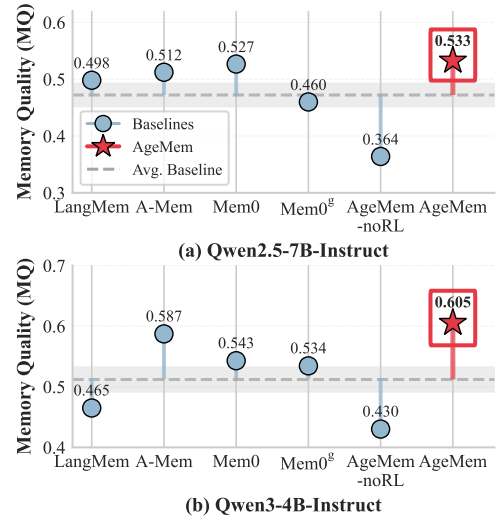 Memory Quality (MQ)
0.6
0.5
0.4
0.3
0.498
0.512
0.527
0.460
0.364
0.533
Baselines
AgeMem
Avg. Baseline
LangMem
A-Mem
Mem0
Mem0^g
AgeMem
-noRL
AgeMem
(a) Qwen2.5-7B-Instruct
Memory Quality (MQ)
0.7
0.6
0.5
0.4
0.465
0.587
0.543
0.534
0.430
0.605
LangMem
A-Mem
Mem0
Mem0^g
AgeMem
-noRL
AgeMem
(b) Qwen3-4B-Instruct